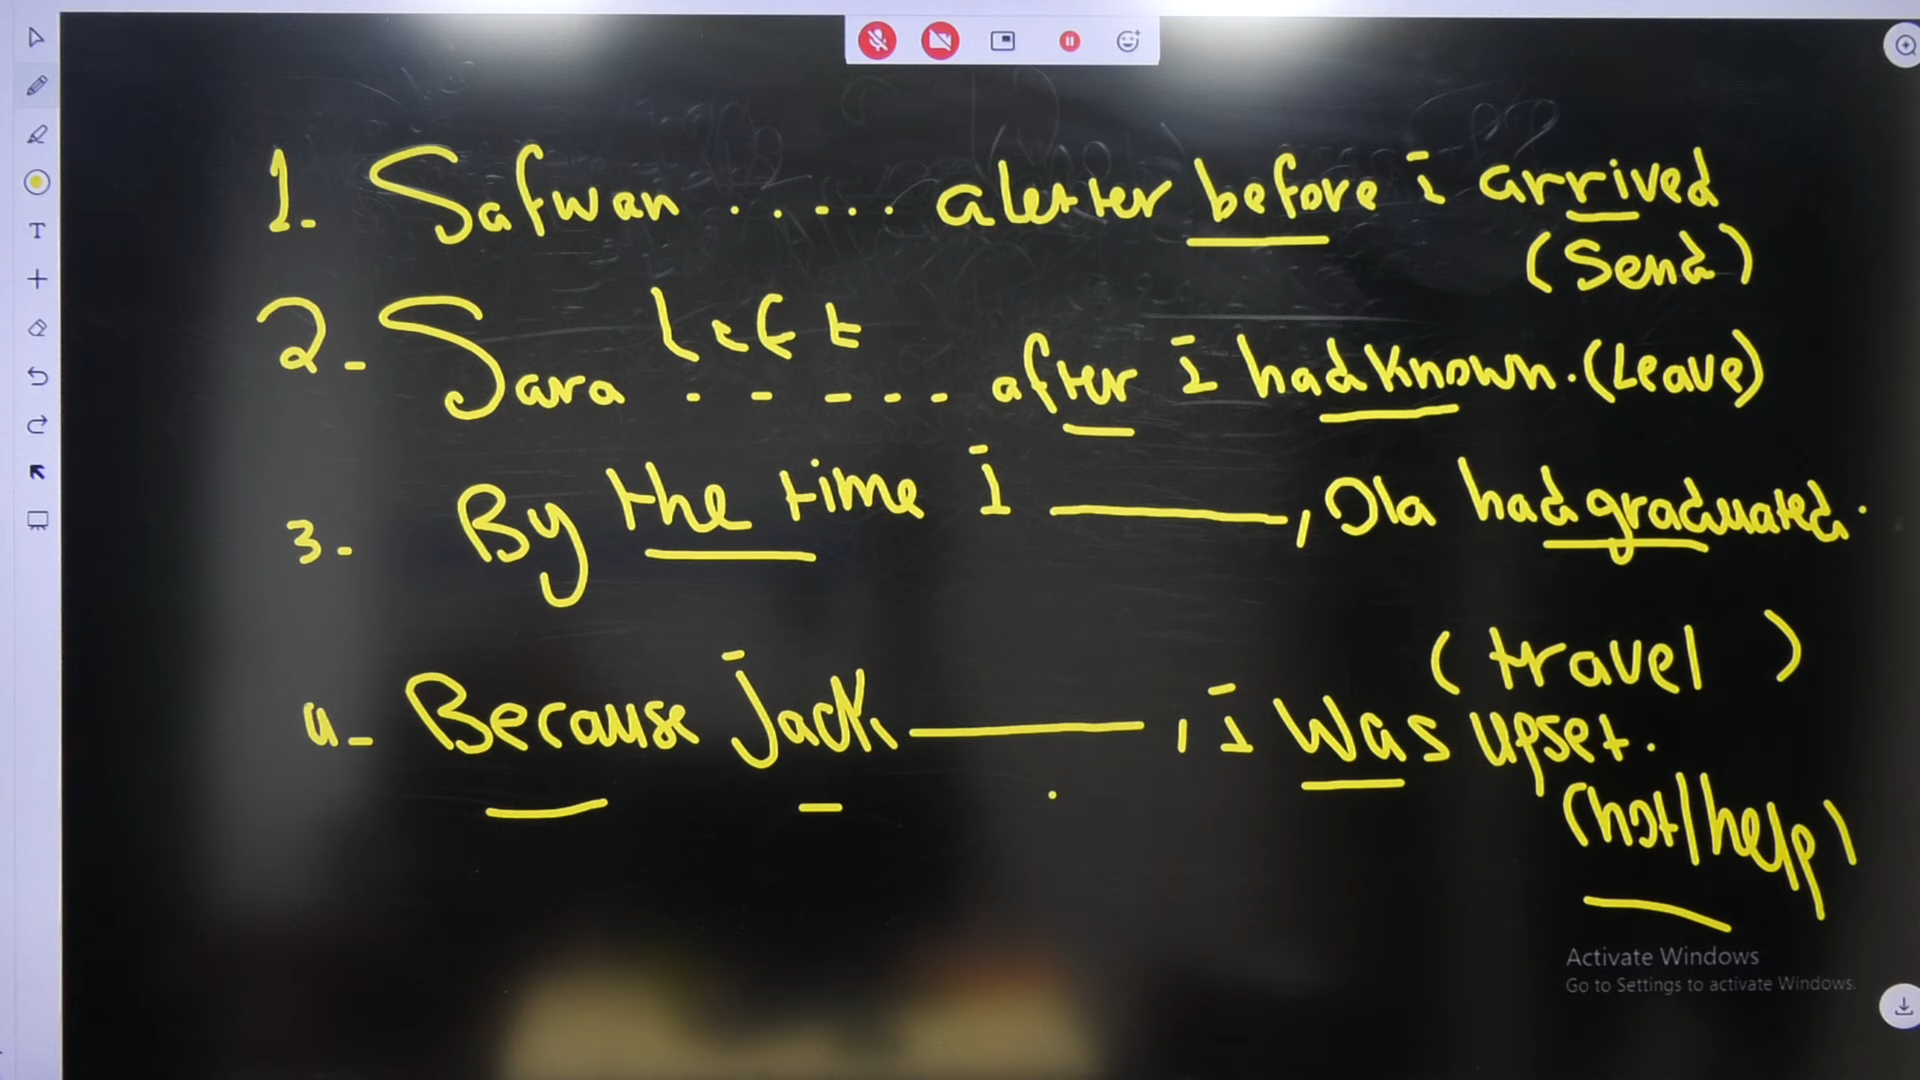 1. Safwan ..... a letter before i arrived
(Send)
left
2- Sara - - - - - after i had known. (Leave)
3- By the time i ______, Ola had graduated.
(travel)
4- Because jack ______, i was upset.
(not/help)
Activate Windows
Go to Settings to activate Windows.